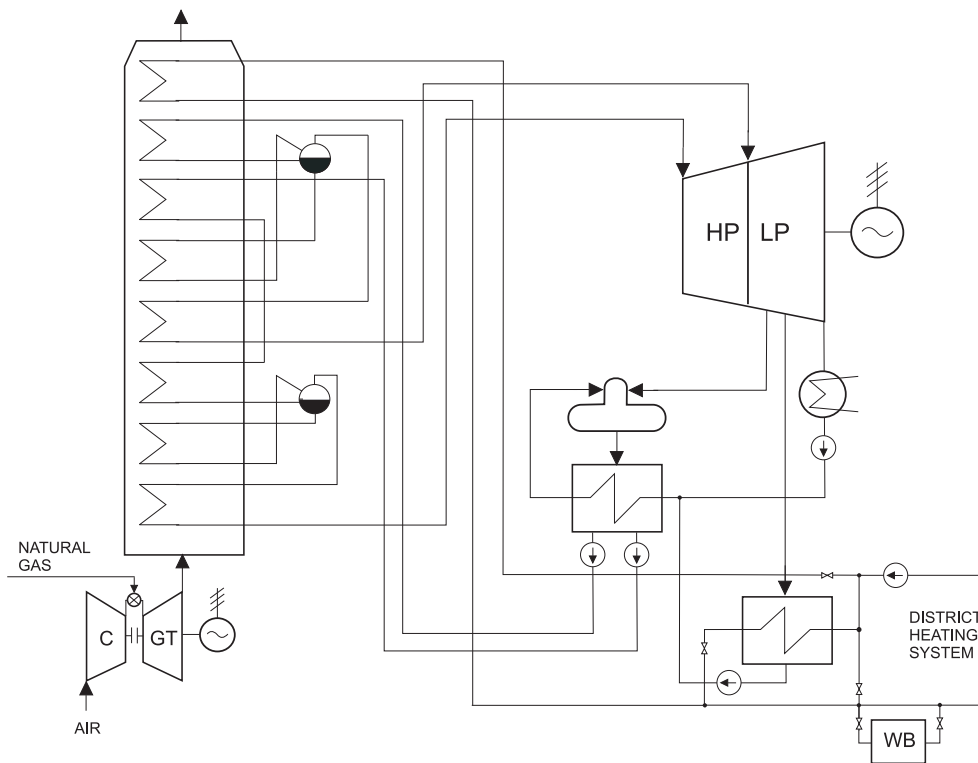 HP
LP
NATURAL
GAS
C
GT
AIR
DISTRICT
HEATING
SYSTEM
WB